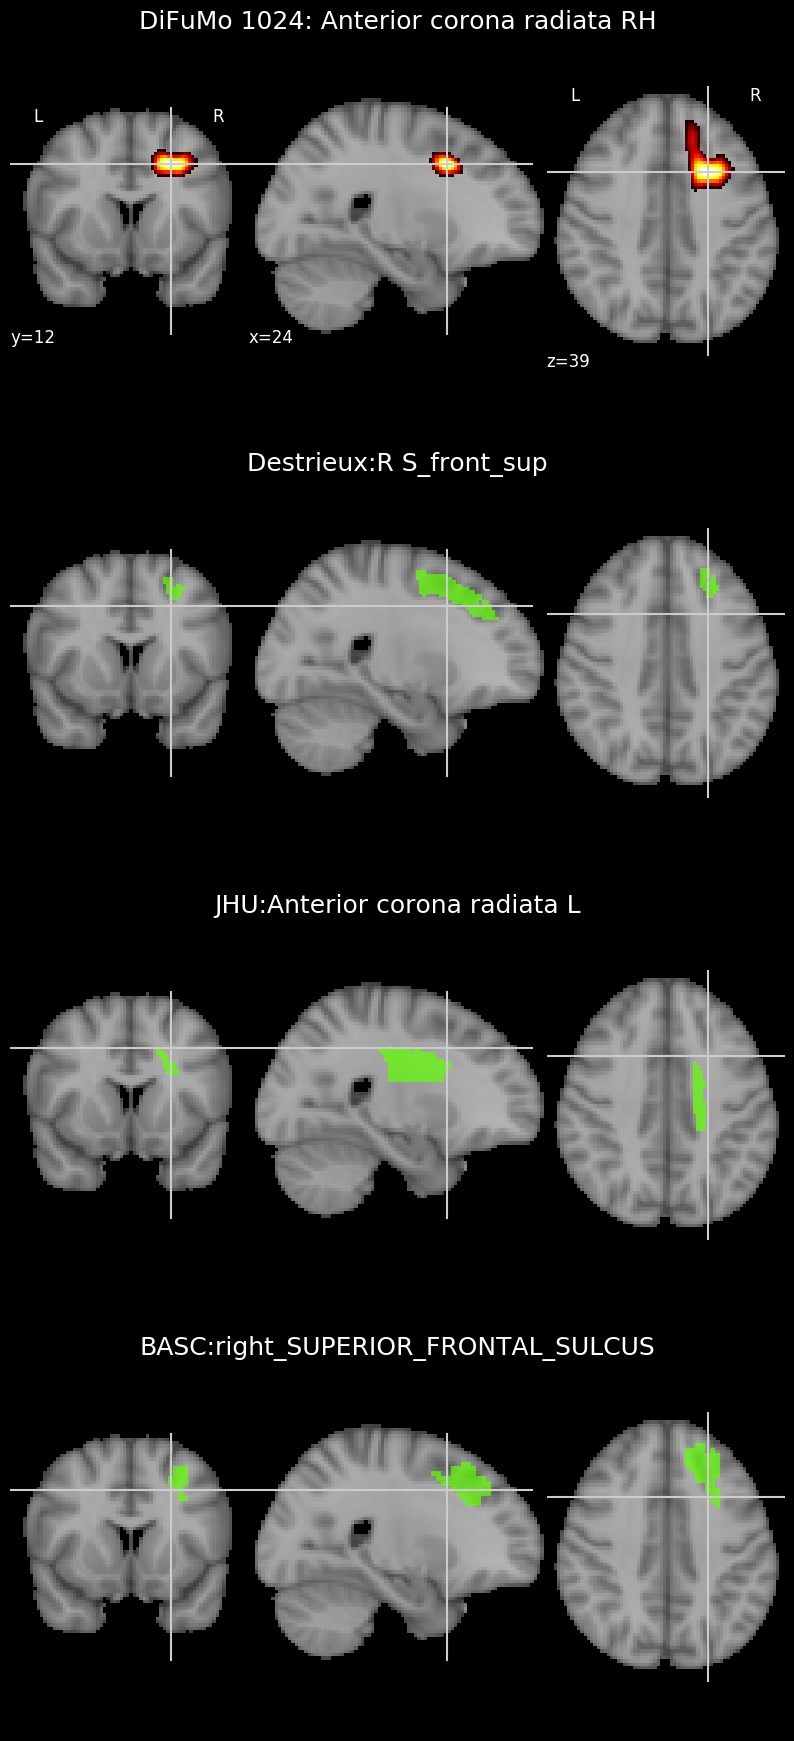 DiFuMo 1024: Anterior corona radiata RH
L R
L R
y=12 x=24
z=39
Destrieux:R S_front_sup
JHU:Anterior corona radiata L
BASC:right_SUPERIOR_FRONTAL_SULCUS